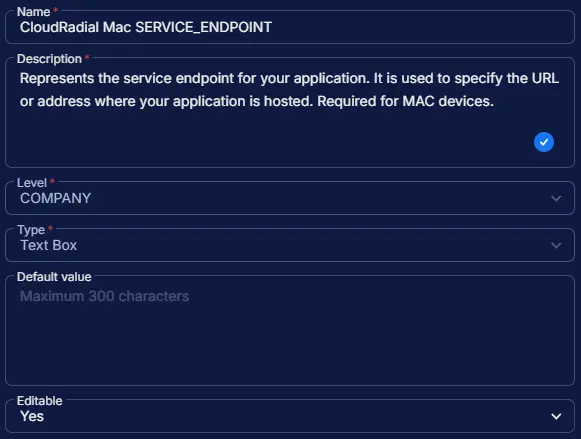 Name *
CloudRadial Mac SERVICE_ENDPOINT
Description *
Represents the service endpoint for your application. It is used to specify the URL
or address where your application is hosted. Required for MAC devices.
Level *
COMPANY
Type *
Text Box
Default value
Maximum 300 characters
Editable
Yes